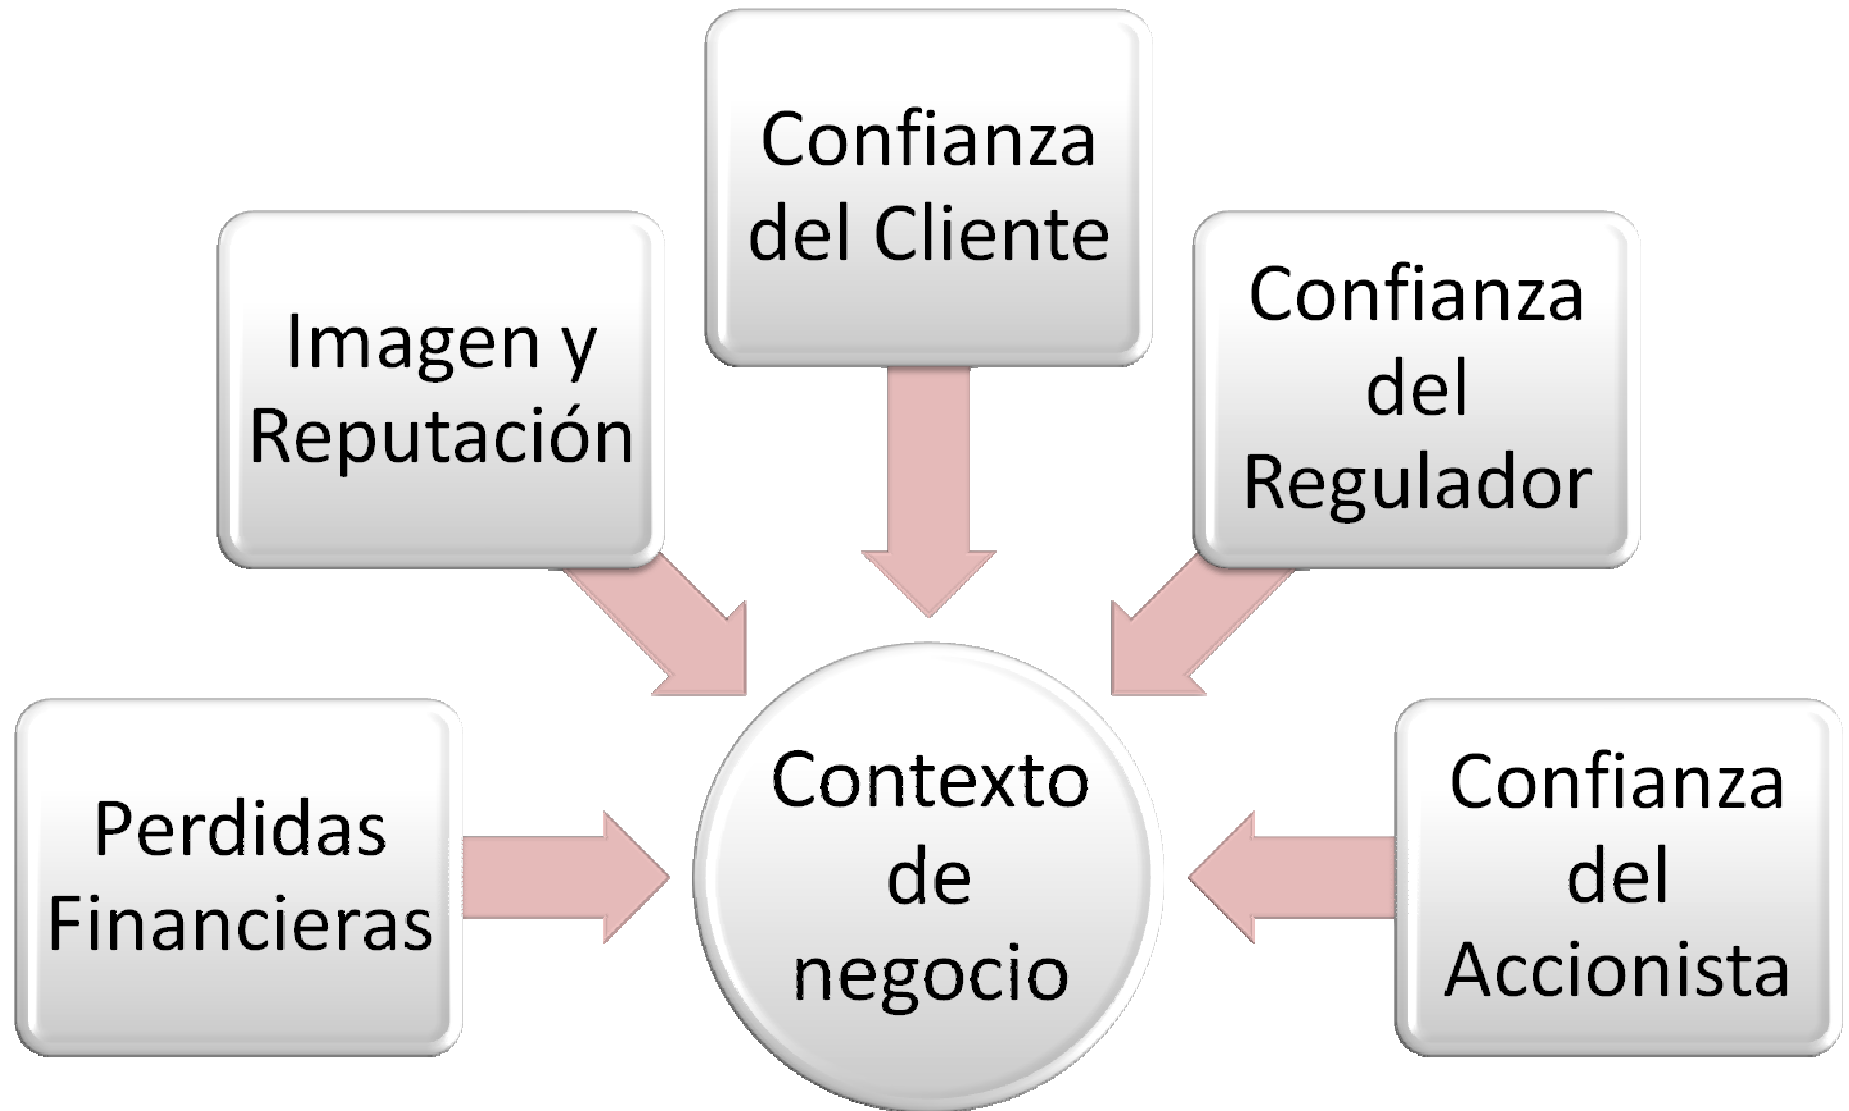 Confianza
del Cliente
Imagen y
Reputación
Confianza
del
Regulador
Perdidas
Financieras
Contexto
de
negocio
Confianza
del
Accionista